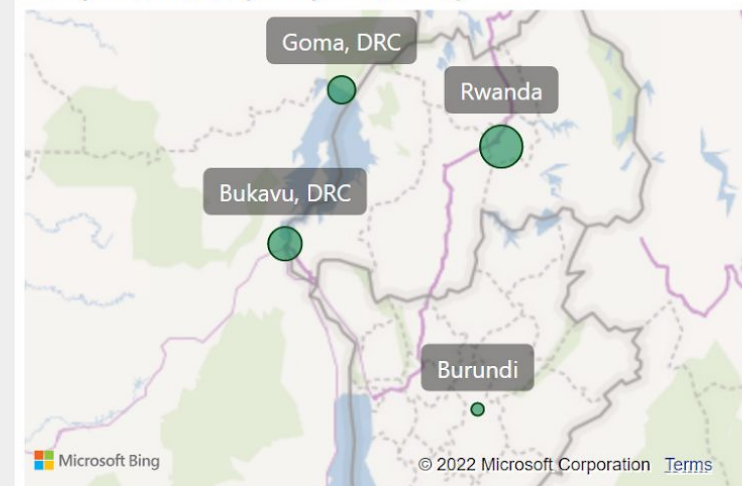 Goma, DRC
Rwanda
Bukavu, DRC
Burundi
Microsoft Bing
© 2022 Microsoft Corporation Terms